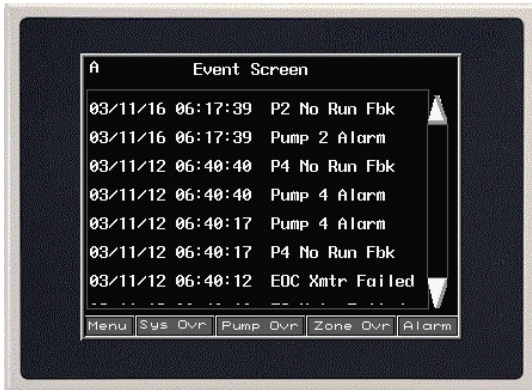 A Event Screen
03/11/16 06:17:39 P2 No Run Fbk
03/11/16 06:17:39 Pump 2 Alarm
03/11/12 06:40:40 P4 No Run Fbk
03/11/12 06:40:40 Pump 4 Alarm
03/11/12 06:40:17 Pump 4 Alarm
03/11/12 06:40:17 P4 No Run Fbk
03/11/12 06:40:12 EOC Xmtr Failed
Menu Sys Ovr Pump Ovr Zone Ovr Alarm